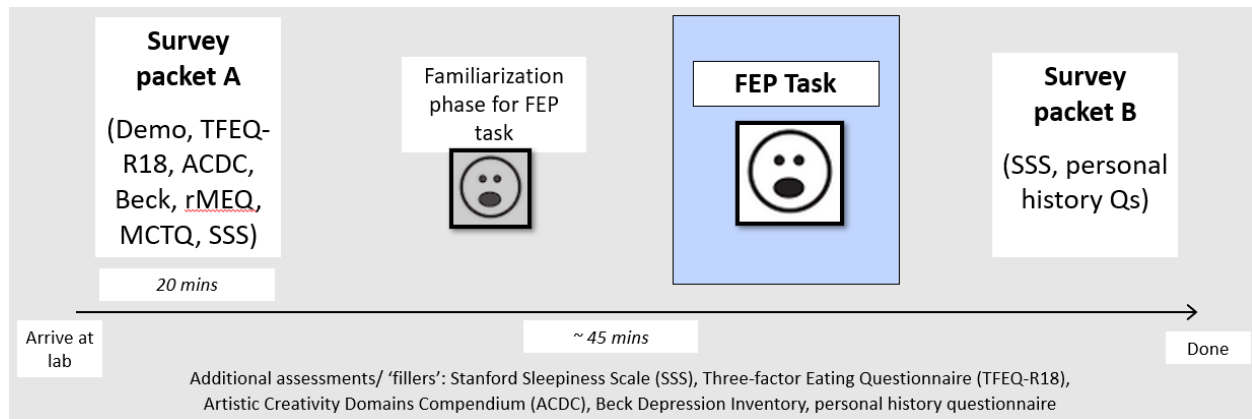 Survey
packet A
(Demo, TFEQ-
R18, ACDC,
Beck, rMEQ,
MCTQ, SSS)
20 mins
Familiarization
phase for FEP
task
FEP Task
Survey
packet B
(SSS, personal
history Qs)
Arrive at
lab
~ 45 mins
Done
Additional assessments/ ‘fillers’: Stanford Sleepiness Scale (SSS), Three-factor Eating Questionnaire (TFEQ-R18),
Artistic Creativity Domains Compendium (ACDC), Beck Depression Inventory, personal history questionnaire